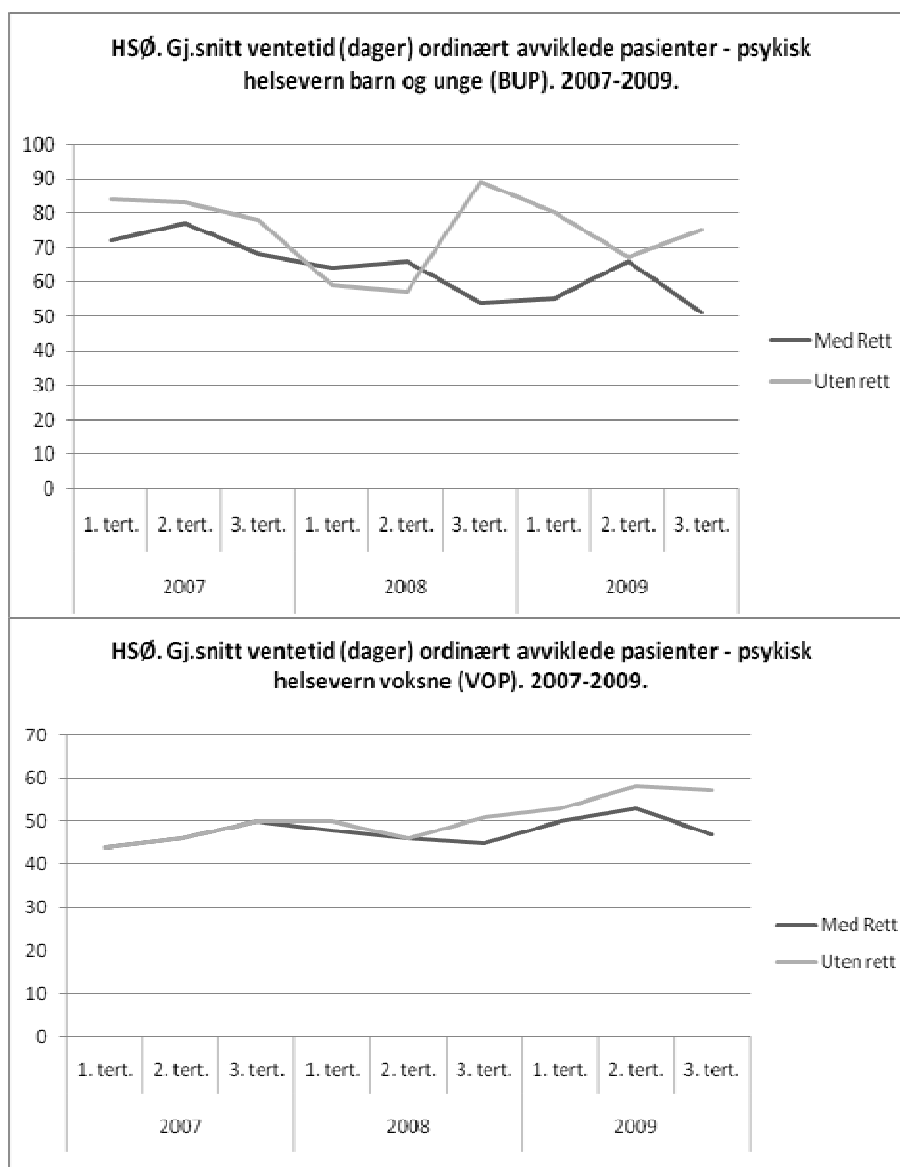 HSØ. Gj.snitt ventetid (dager) ordinært avviklede pasienter - psykisk
helsevern barn og unge (BUP). 2007-2009.
100
90
80
70
60
50
40
30
20
10
0
Med Rett
Uten rett
1. tert. 2. tert. 3. tert. 1. tert. 2. tert. 3. tert. 1. tert. 2. tert. 3. tert.
2007 2008 2009
HSØ. Gj.snitt ventetid (dager) ordinært avviklede pasienter - psykisk
helsevern voksne (VOP). 2007-2009.
70
60
50
40
30
20
10
0
Med Rett
Uten rett
1. tert. 2. tert. 3. tert. 1. tert. 2. tert. 3. tert. 1. tert. 2. tert. 3. tert.
2007 2008 2009